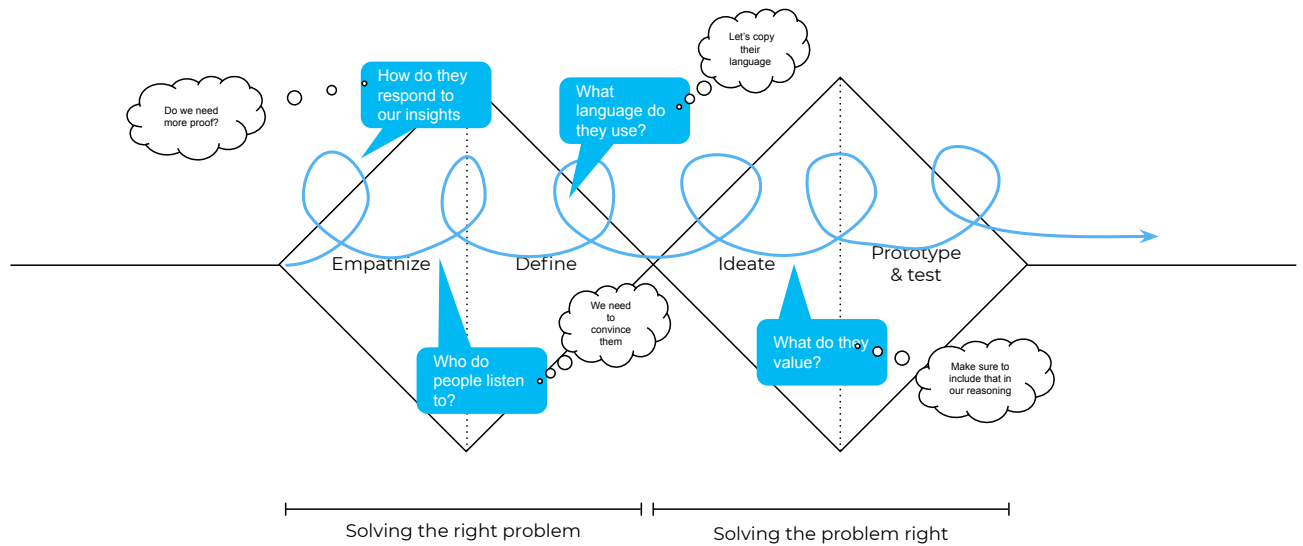 Let's copy
their
language
How do they
respond to
our insights
What
language do
they use?
Do we need
more proof?
Empathize
Define
Ideate
Prototype
& test
We need
to
convince
them
What do they
value?
Who do
people listen
to?
Make sure to
include that in
our reasoning
Solving the right problem
Solving the problem right